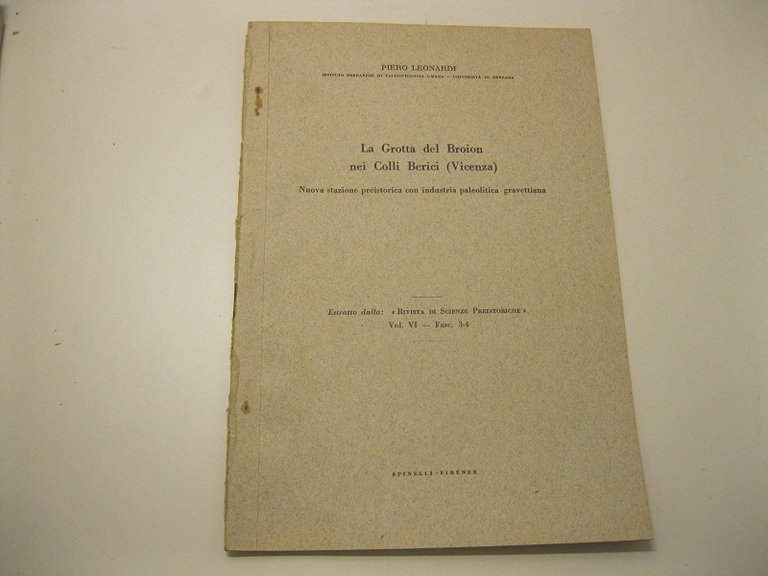 PIERO LEONARDI
ISTITUTO FERRARESE DI PALEONTOLOGIA UMANA — UNIVERSITÀ DI FERRARA
La Grotta del Broion
nei Colli Berici (Vicenza)
Nuova stazione preistorica con industria paleolitica gravettiana
Estratto dalla: « RIVISTA DI SCIENZE PREISTORICHE »
Vol. VI — Fasc. 3-4
SPINELLI - FIRENZE